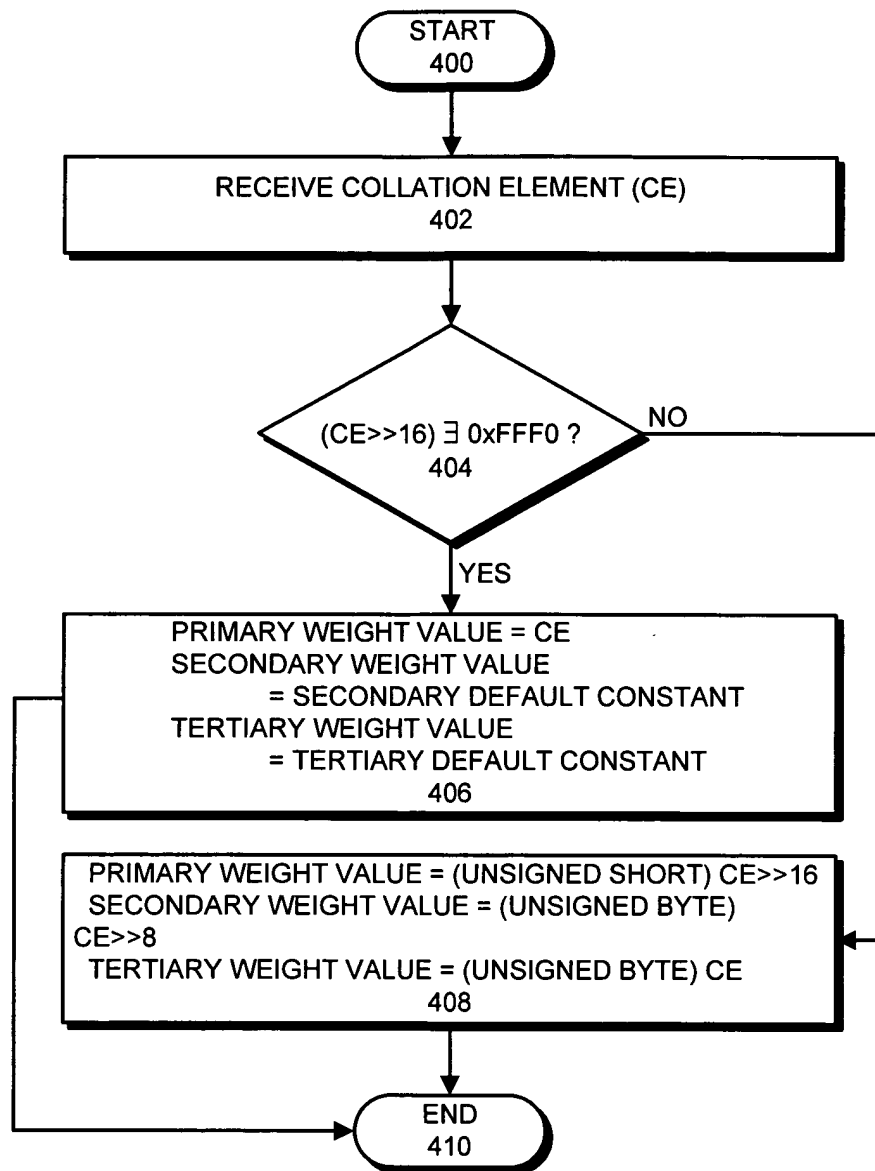 START
400
RECEIVE COLLATION ELEMENT (CE)
402
(CE>>16) ∃ 0xFFF0 ?
404
NO
YES
PRIMARY WEIGHT VALUE = CE
SECONDARY WEIGHT VALUE
= SECONDARY DEFAULT CONSTANT
TERTIARY WEIGHT VALUE
= TERTIARY DEFAULT CONSTANT
406
PRIMARY WEIGHT VALUE = (UNSIGNED SHORT) CE>>16
SECONDARY WEIGHT VALUE = (UNSIGNED BYTE)
CE>>8
TERTIARY WEIGHT VALUE = (UNSIGNED BYTE) CE
408
END
410